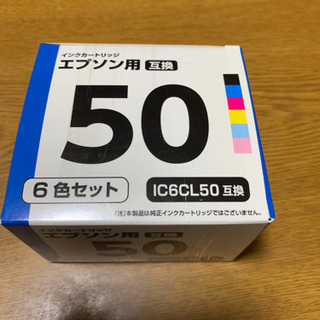 インクカートリッジ
エプソン用 互換
50
6色セット
IC6CL50 互換
(注)本製品は純正インクカートリッジではございません。
インクカートリッジ
エプソン用 互換
50